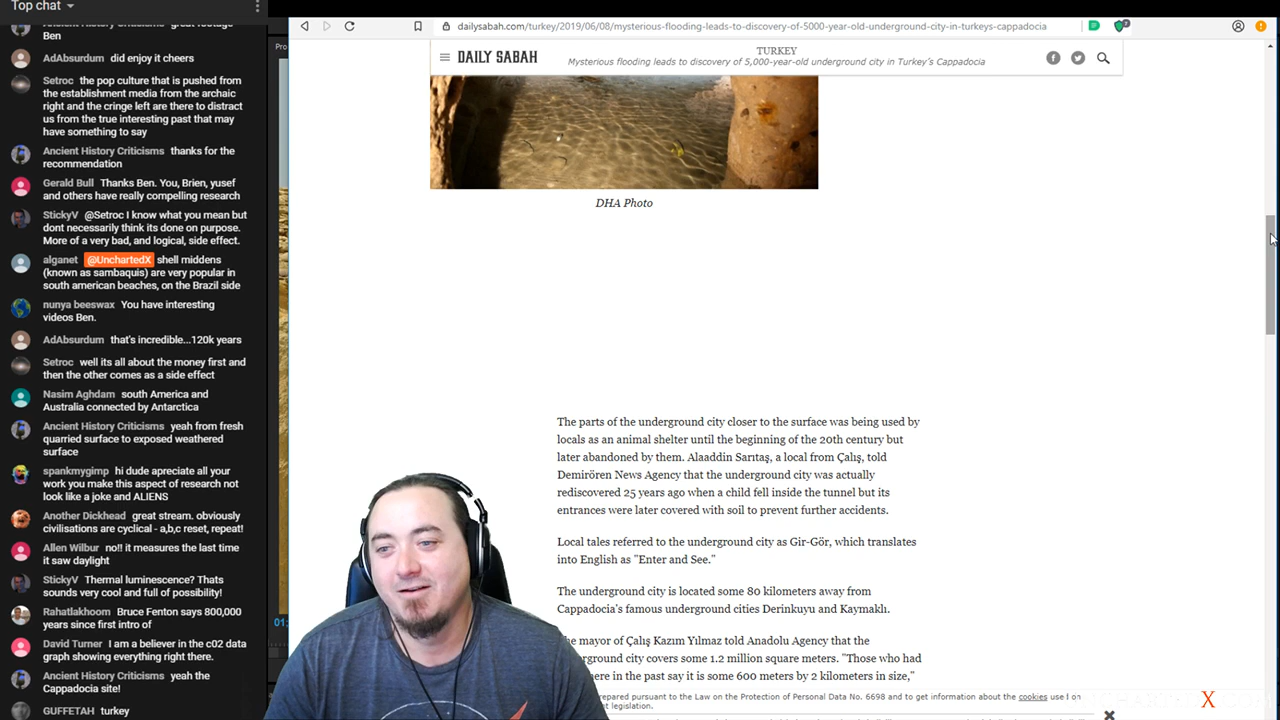 Top chat
Ancient History Criticisms great footage
Ben
AdAbsurdum did enjoy it cheers
Setroc the pop culture that is pushed from
the establishment media from the archaic
right and the cringe left are there to distract
us from the true interesting past that may
have something to say
Ancient History Criticisms thanks for the
recommendation
Gerald Bull Thanks Ben. You, Brien, yusef
and others have really compelling research
StickyV @Setroc I know what you mean but
dont necessarily think its done on purpose.
More of a very bad, and logical, side effect.
alganet @UnchartedX shell middens
(known as sambaquis) are very popular in
south american beaches, on the Brazil side
nunya beeswax You have interesting
videos Ben.
AdAbsurdum that's incredible...120k years
Setroc well its all about the money first and
then the other comes as a side effect
Nasim Aghdam south America and
Australia connected by Antarctica
Ancient History Criticisms yeah from fresh
quarried surface to exposed weathered
surface
spankmygimp hi dude apreciate all your
work you make this aspect of research not
look like a joke and ALIENS
Another Dickhead great stream. obviously
civilisations are cyclical - a,b,c reset, repeat!
Allen Wilbur no!! it measures the last time
it saw daylight
StickyV Thermal luminescence? Thats
sounds very cool and full of possibility!
Rahatlakhoom Bruce Fenton says 800,000
years since first intro of
David Turner I am a believer in the c02 data
graph showing everything right there.
Ancient History Criticisms yeah the
Cappadocia site!
GUFFETAH turkey
Pro
01;
dailysabah.com/turkey/2019/06/08/mysterious-flooding-leads-to-discovery-of-5000-year-old-underground-city-in-turkeys-cappadocia
DAILY SABAH
TURKEY
Mysterious flooding leads to discovery of 5,000-year-old underground city in Turkey's Cappadocia
DHA Photo
The parts of the underground city closer to the surface was being used by
locals as an animal shelter until the beginning of the 20th century but
later abandoned by them. Alaaddin Sarıtaş, a local from Çalış, told
Demirören News Agency that the underground city was actually
rediscovered 25 years ago when a child fell inside the tunnel but its
entrances were later covered with soil to prevent further accidents.
Local tales referred to the underground city as Gir-Gör, which translates
into English as "Enter and See."
The underground city is located some 80 kilometers away from
Cappadocia's famous underground cities Derinkuyu and Kaymaklı.
The mayor of Çalış Kazım Yılmaz told Anadolu Agency that the
underground city covers some 1.2 million square meters. "Those who had
here in the past say it is some 600 meters by 2 kilometers in size,"
repared pursuant to the Law on the Protection of Personal Data No. 6698 and to get information about the cookies use
nt legislation.